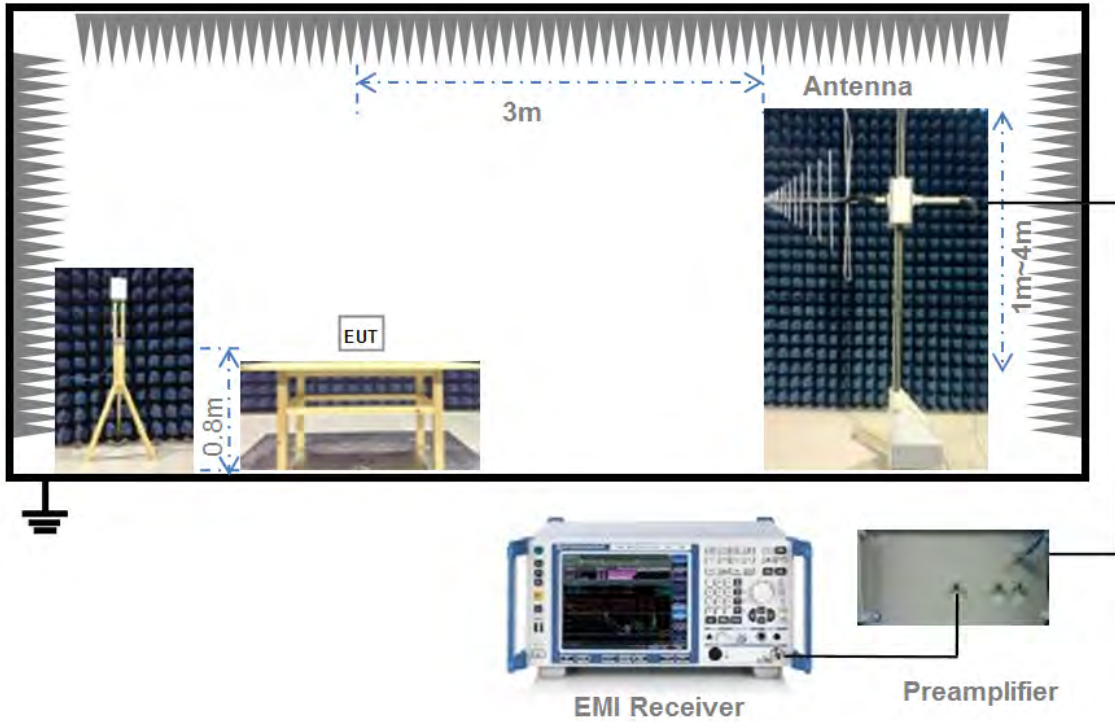 Antenna
3m
1m~4m
EUT
0.8m
EMI Receiver
Preamplifier